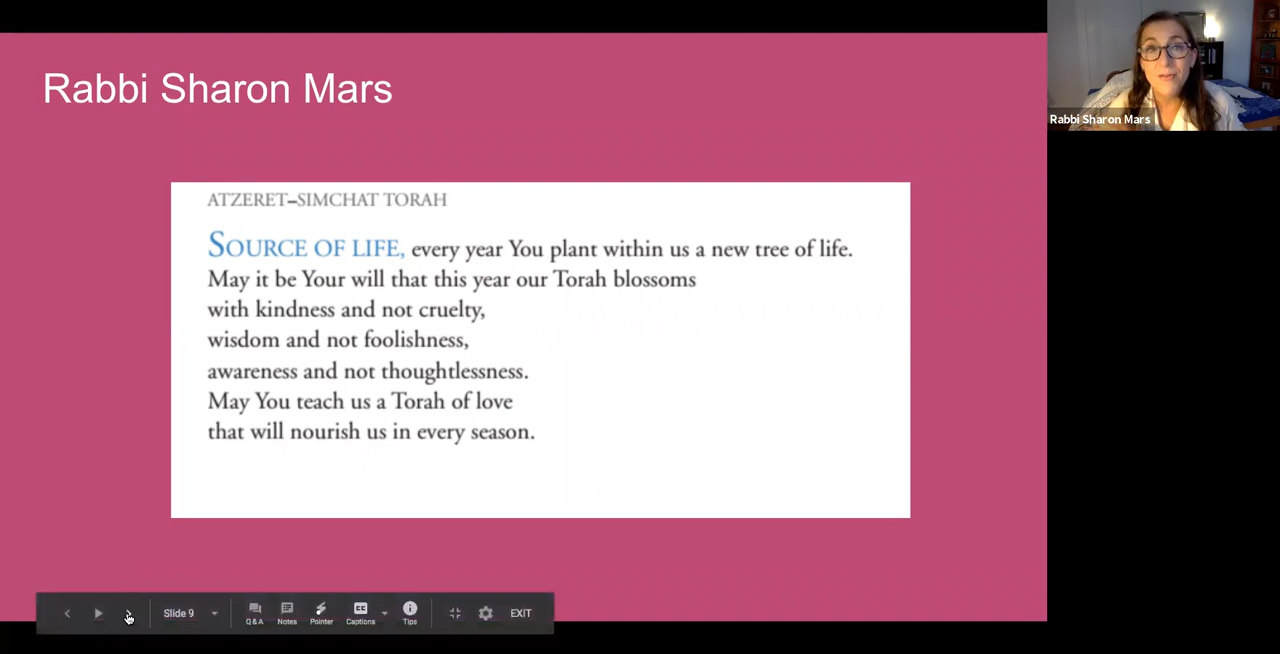 Rabbi Sharon Mars
Rabbi Sharon Mars
ATZERET–SIMCHAT TORAH
SOURCE OF LIFE, every year You plant within us a new tree of life.
May it be Your will that this year our Torah blossoms
with kindness and not cruelty,
wisdom and not foolishness,
awareness and not thoughtlessness.
May You teach us a Torah of love
that will nourish us in every season.
Slide 9
Q & A
Notes
Pointer
CC
Captions
Tips
EXIT